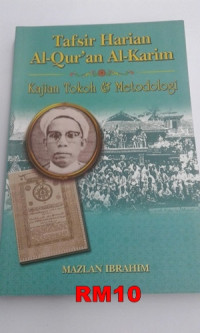 Tafsir Harian
Al-Qur'an Al-Karim
Kajian Tokoh & Metodologi
MAZLAN IBRAHIM
RM10